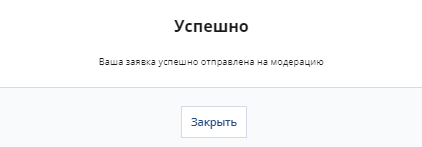 Успешно
Ваша заявка успешно отправлена на модерацию
Закрыть